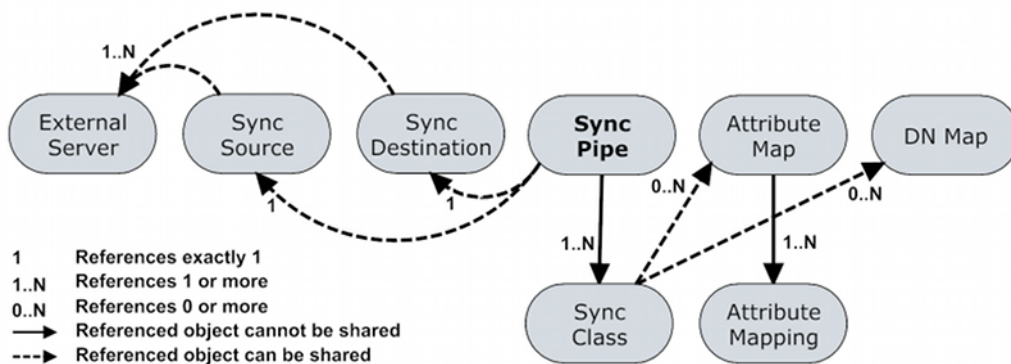 1..N
External
Server
Sync
Source
Sync
Destination
Sync
Pipe
Attribute
Map
DN Map
1
1
0..N
0..N
1..N
1..N
Sync
Class
Attribute
Mapping
1 References exactly 1
1..N References 1 or more
0..N References 0 or more
Referenced object cannot be shared
Referenced object can be shared